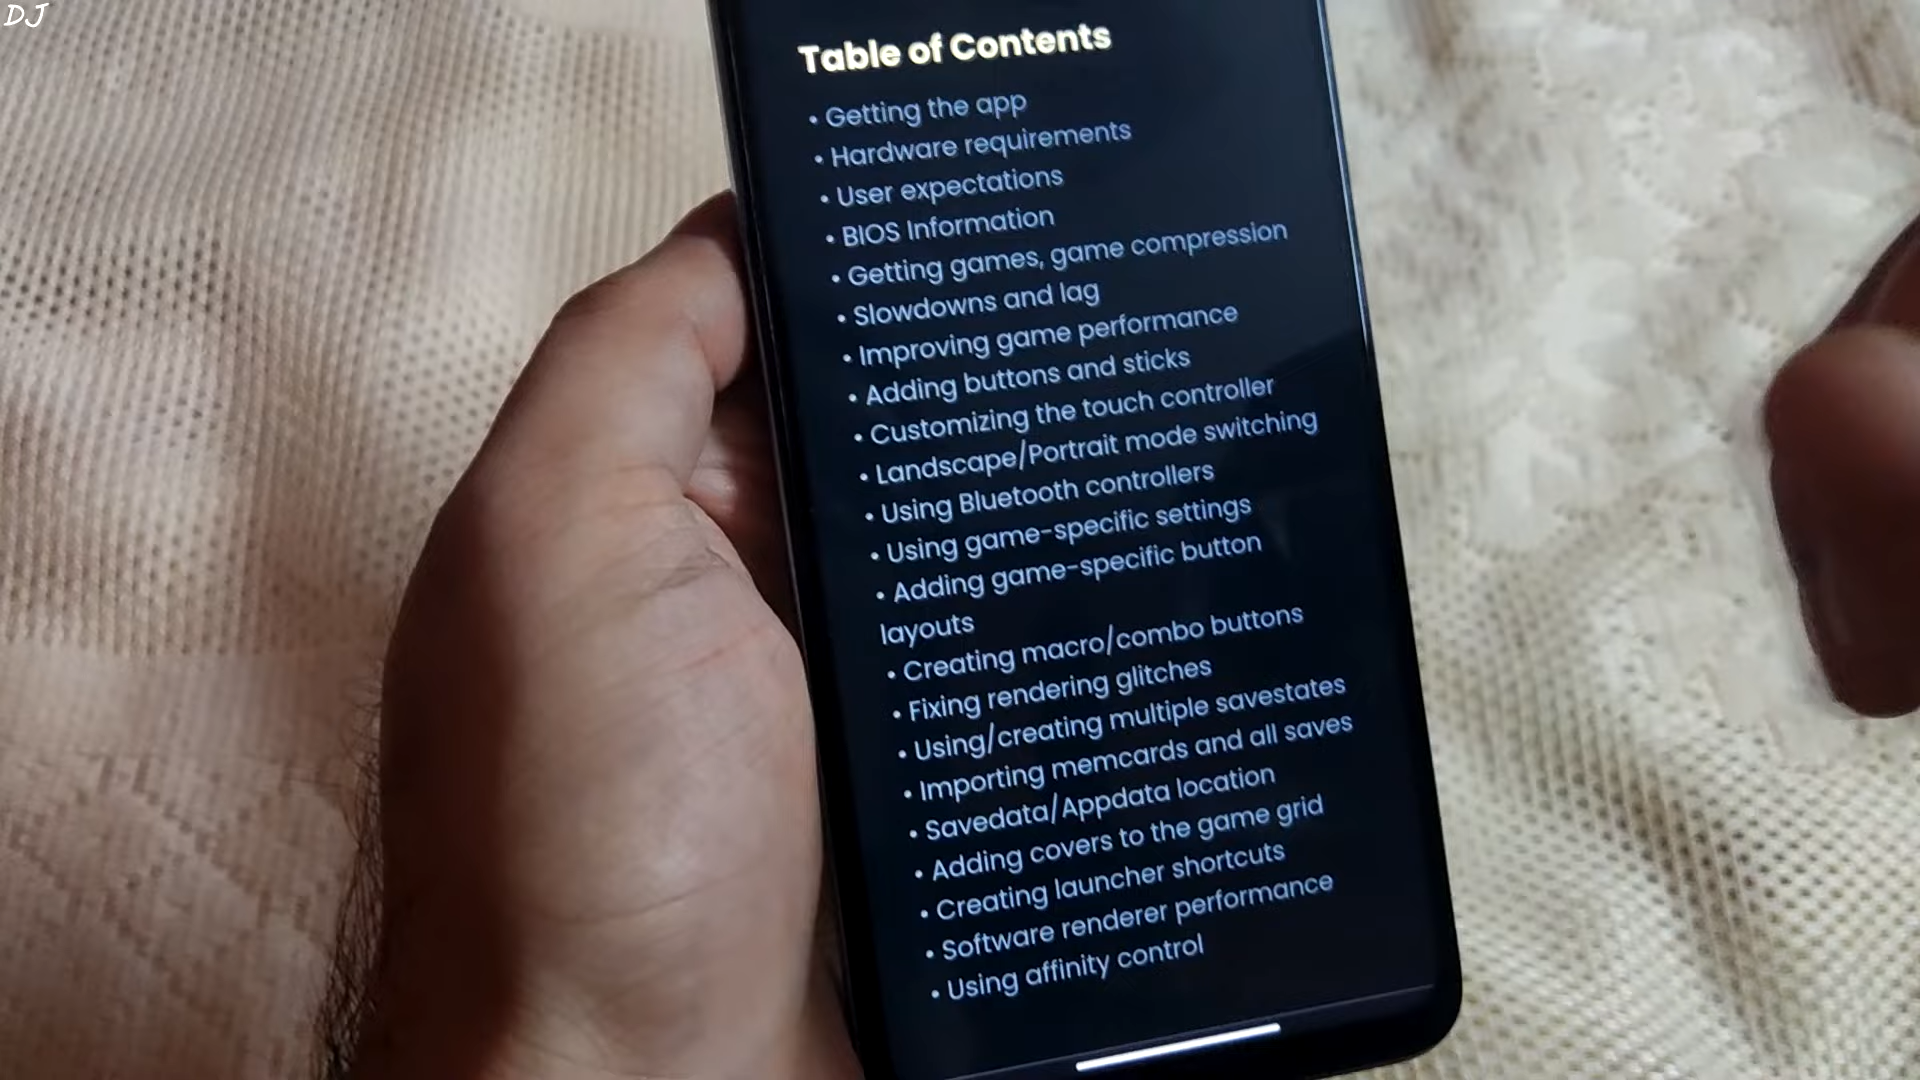 DJ
Table of Contents
• Getting the app
• Hardware requirements
• User expectations
• BIOS Information
• Getting games, game compression
• Slowdowns and lag
• Improving game performance
• Adding buttons and sticks
• Customizing the touch controller
• Landscape/Portrait mode switching
• Using Bluetooth controllers
• Using game-specific settings
• Adding game-specific button
layouts
• Creating macro/combo buttons
• Fixing rendering glitches
• Using/creating multiple savestates
• Importing memcards and all saves
• Savedata/Appdata location
• Adding covers to the game grid
• Creating launcher shortcuts
• Software renderer performance
• Using affinity control